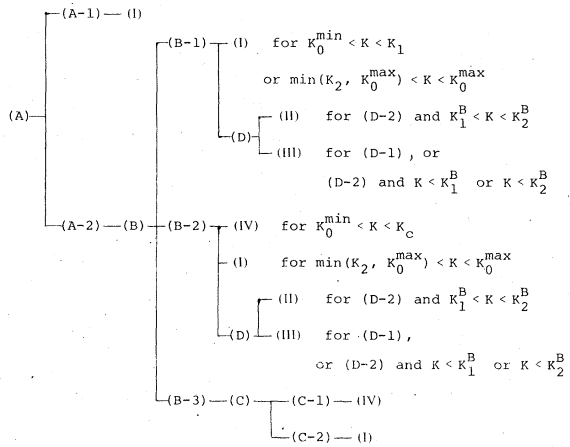 (A-1) (I)
(B-1) (I) for K_0^min < K < K_1
or min(K_2, K_0^max) < K < K_0^max
(A) (II) for (D-2) and K_1^B < K < K_2^B
(D)
(III) for (D-1), or
(D-2) and K < K_1^B or K < K_2^B
(A-2) (B) (B-2) (IV) for K_0^min < K < K_c
(I) for min(K_2, K_0^max) < K < K_0^max
(II) for (D-2) and K_1^B < K < K_2^B
(D) (III) for (D-1),
or (D-2) and K < K_1^B or K < K_2^B
(B-3) (C) (C-1) (IV)
(C-2) (I)